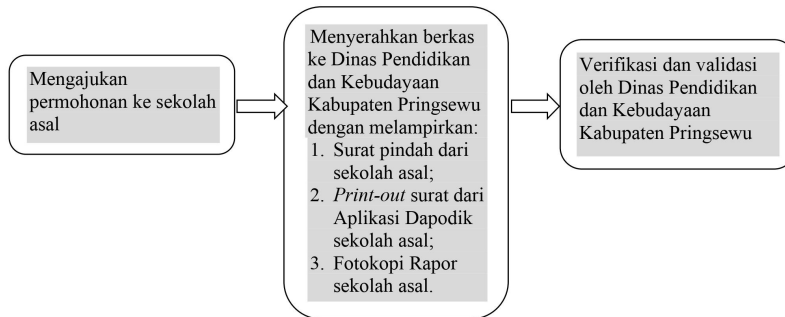 Mengajukan
permohonan ke sekolah
asal
Menyerahkan berkas
ke Dinas Pendidikan
dan Kebudayaan
Kabupaten Pringsewu
dengan melampirkan:
1. Surat pindah dari
sekolah asal;
2. Print-out surat dari
Aplikasi Dapodik
sekolah asal;
3. Fotokopi Rapor
sekolah asal.
Verifikasi dan validasi
oleh Dinas Pendidikan
dan Kebudayaan
Kabupaten Pringsewu